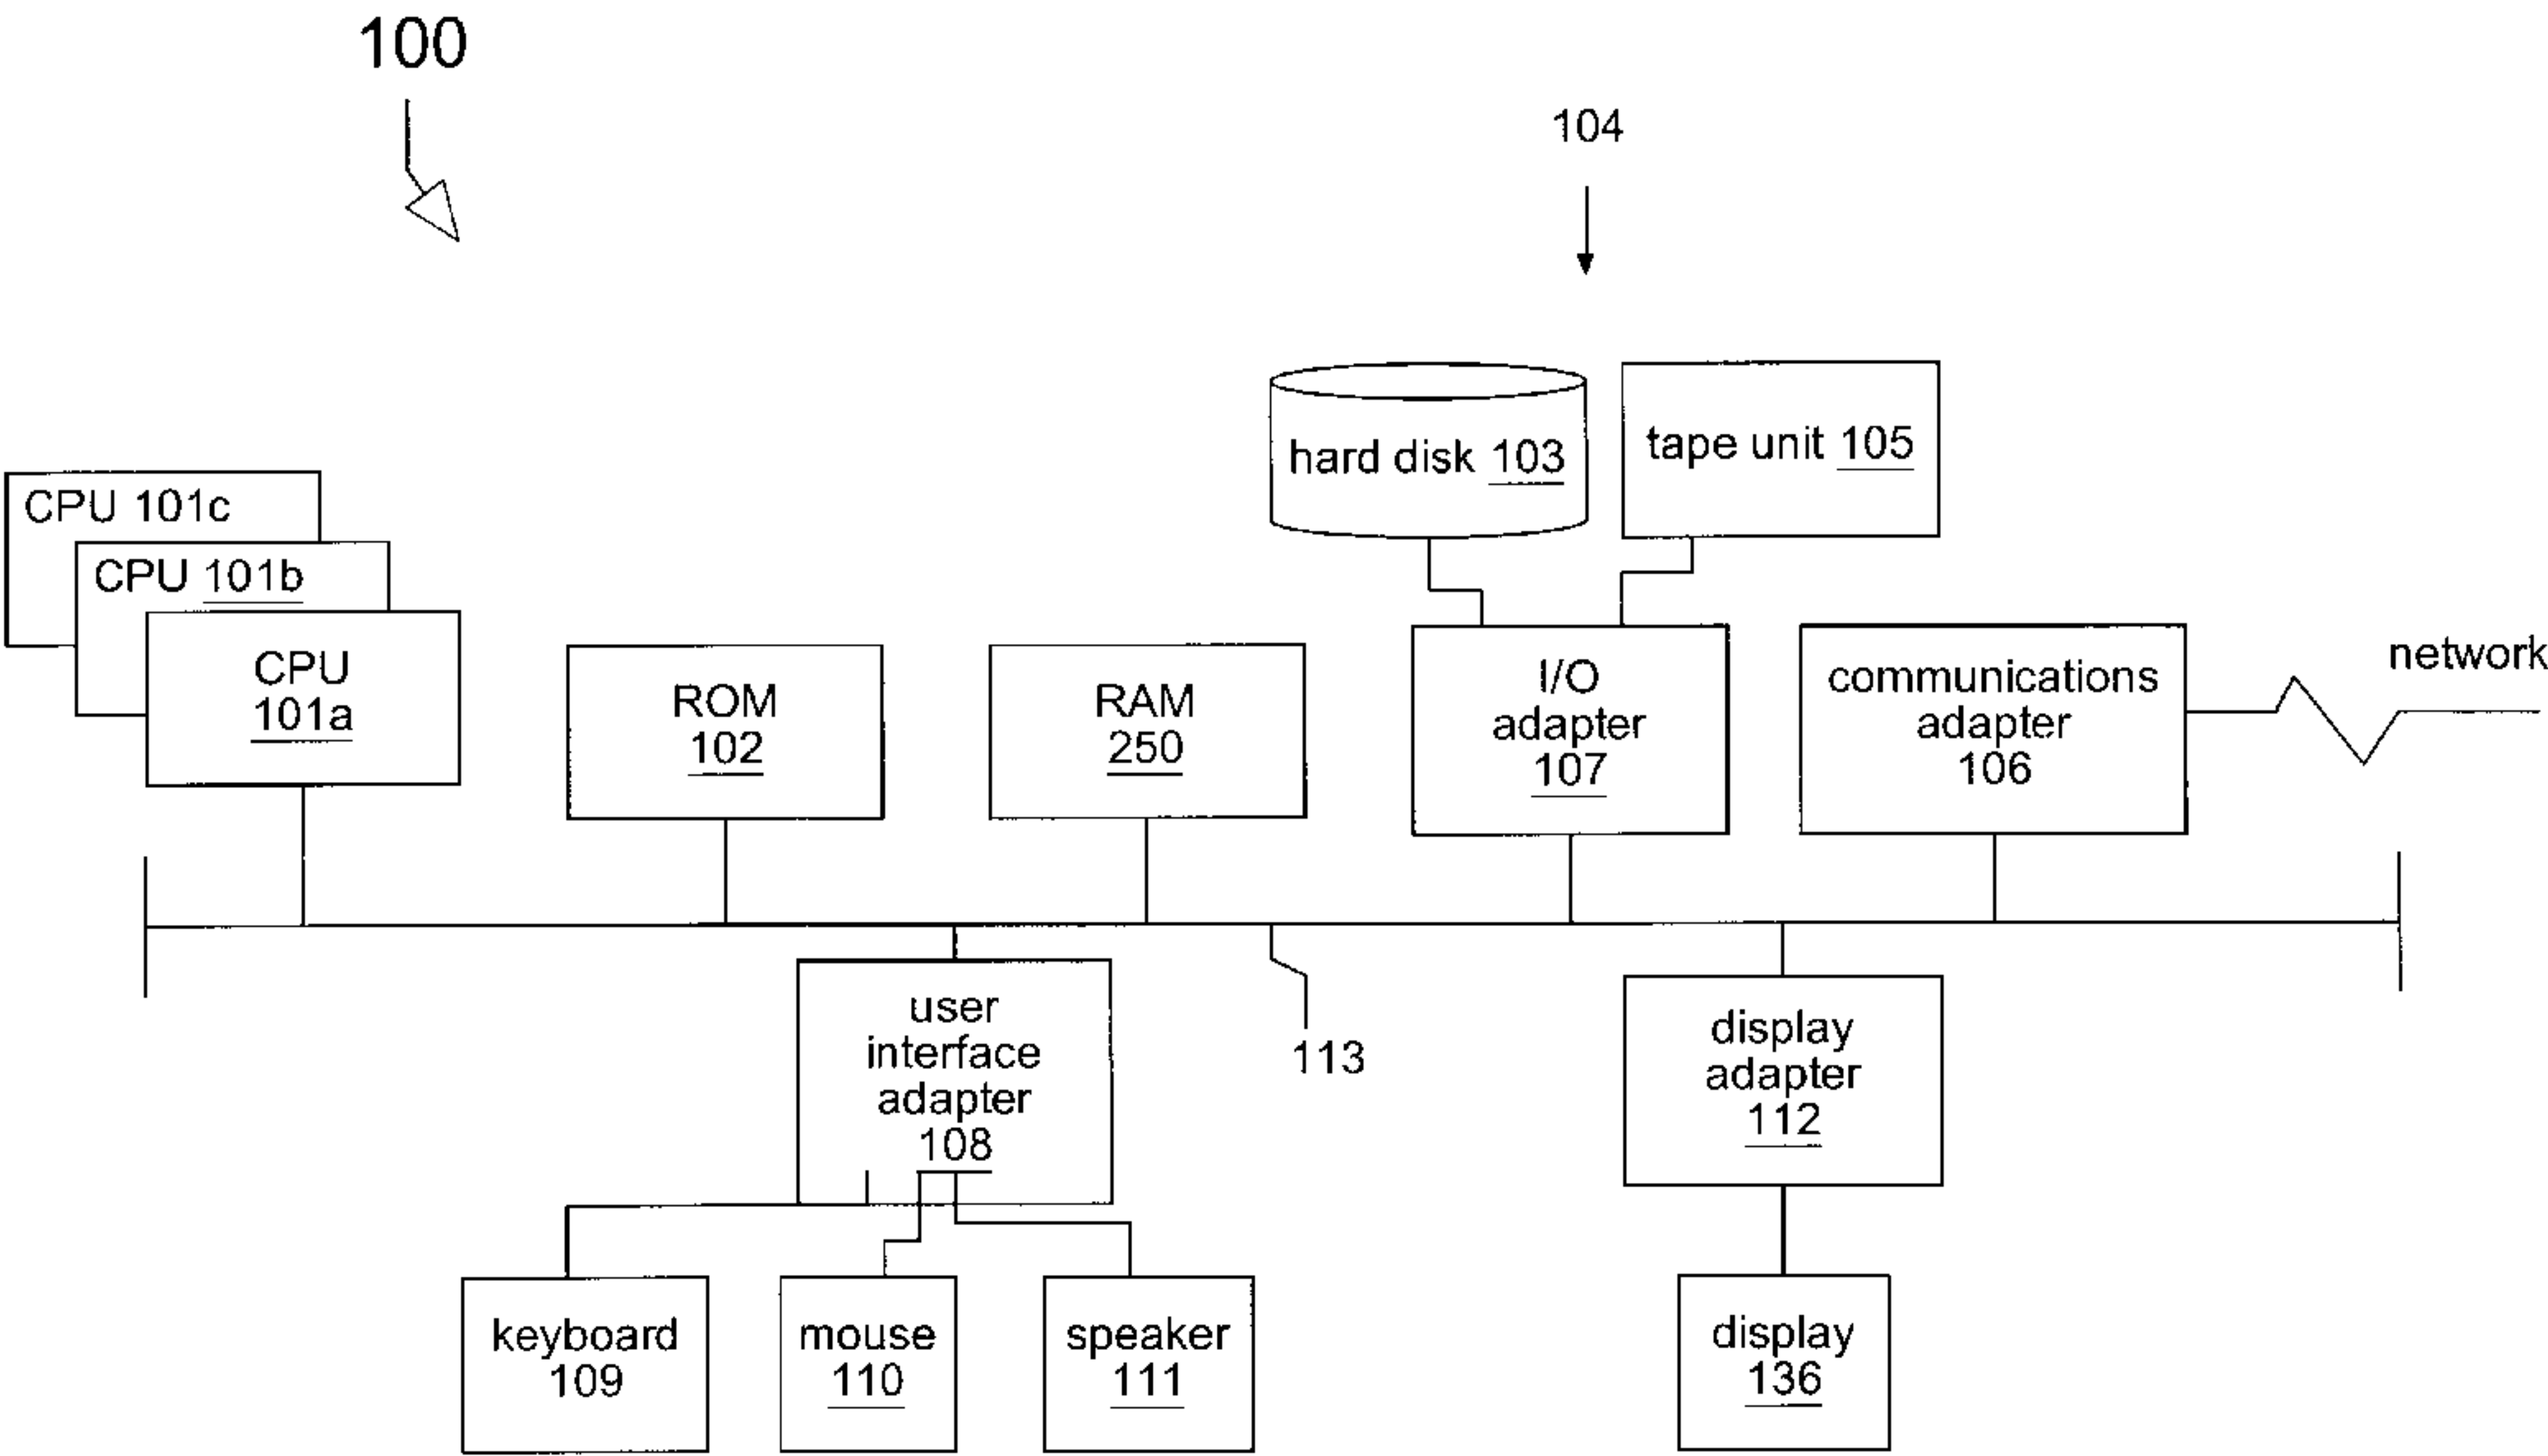 100
104
hard disk 103
tape unit 105
CPU 101c
CPU 101b
CPU
101a
ROM
102
RAM
250
I/O
adapter
107
communications
adapter
106
network
user
interface
adapter
108
113
display
adapter
112
keyboard
109
mouse
110
speaker
111
display
136